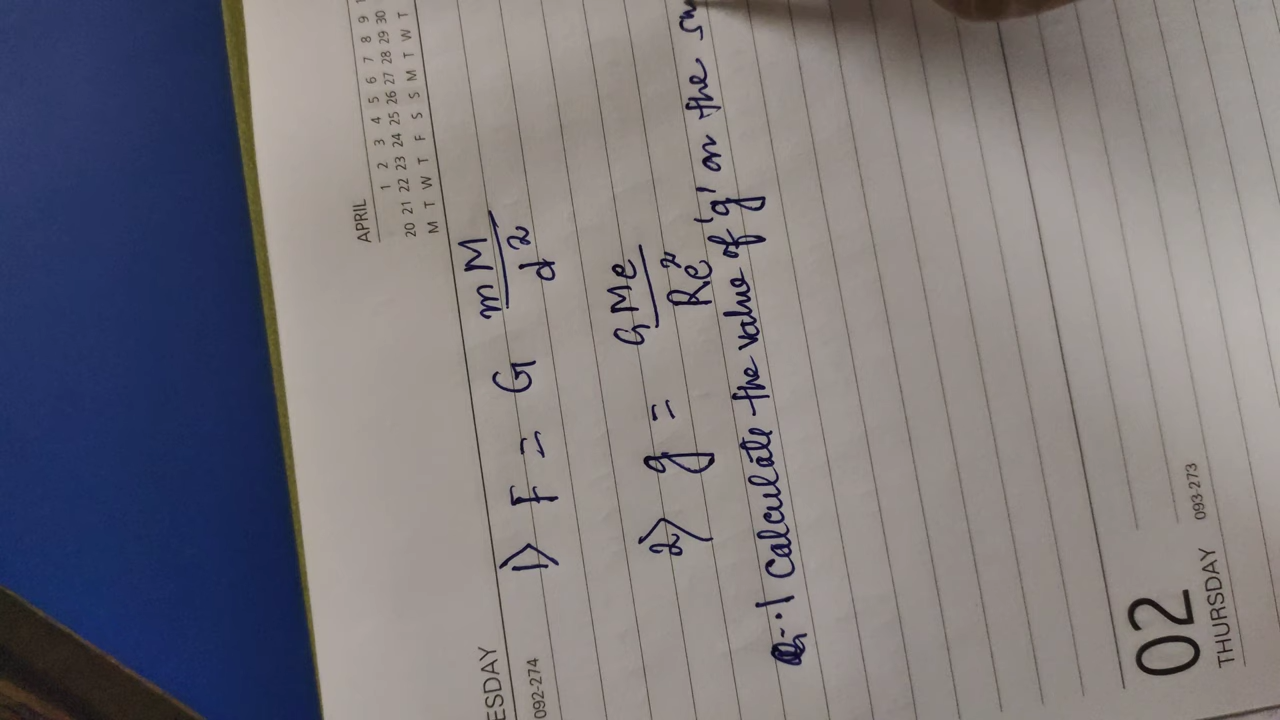 APRIL
1 2 3 4 5 6 7 8 9
20 21 22 23 24 25 26 27 28 29 30
M T W T F S S M T W T
ESDAY
092-274
1) F = G mM/d²
2) g = GMe/Re²
Q-.1 Calculate the value of 'g' on the
02
THURSDAY 093-273